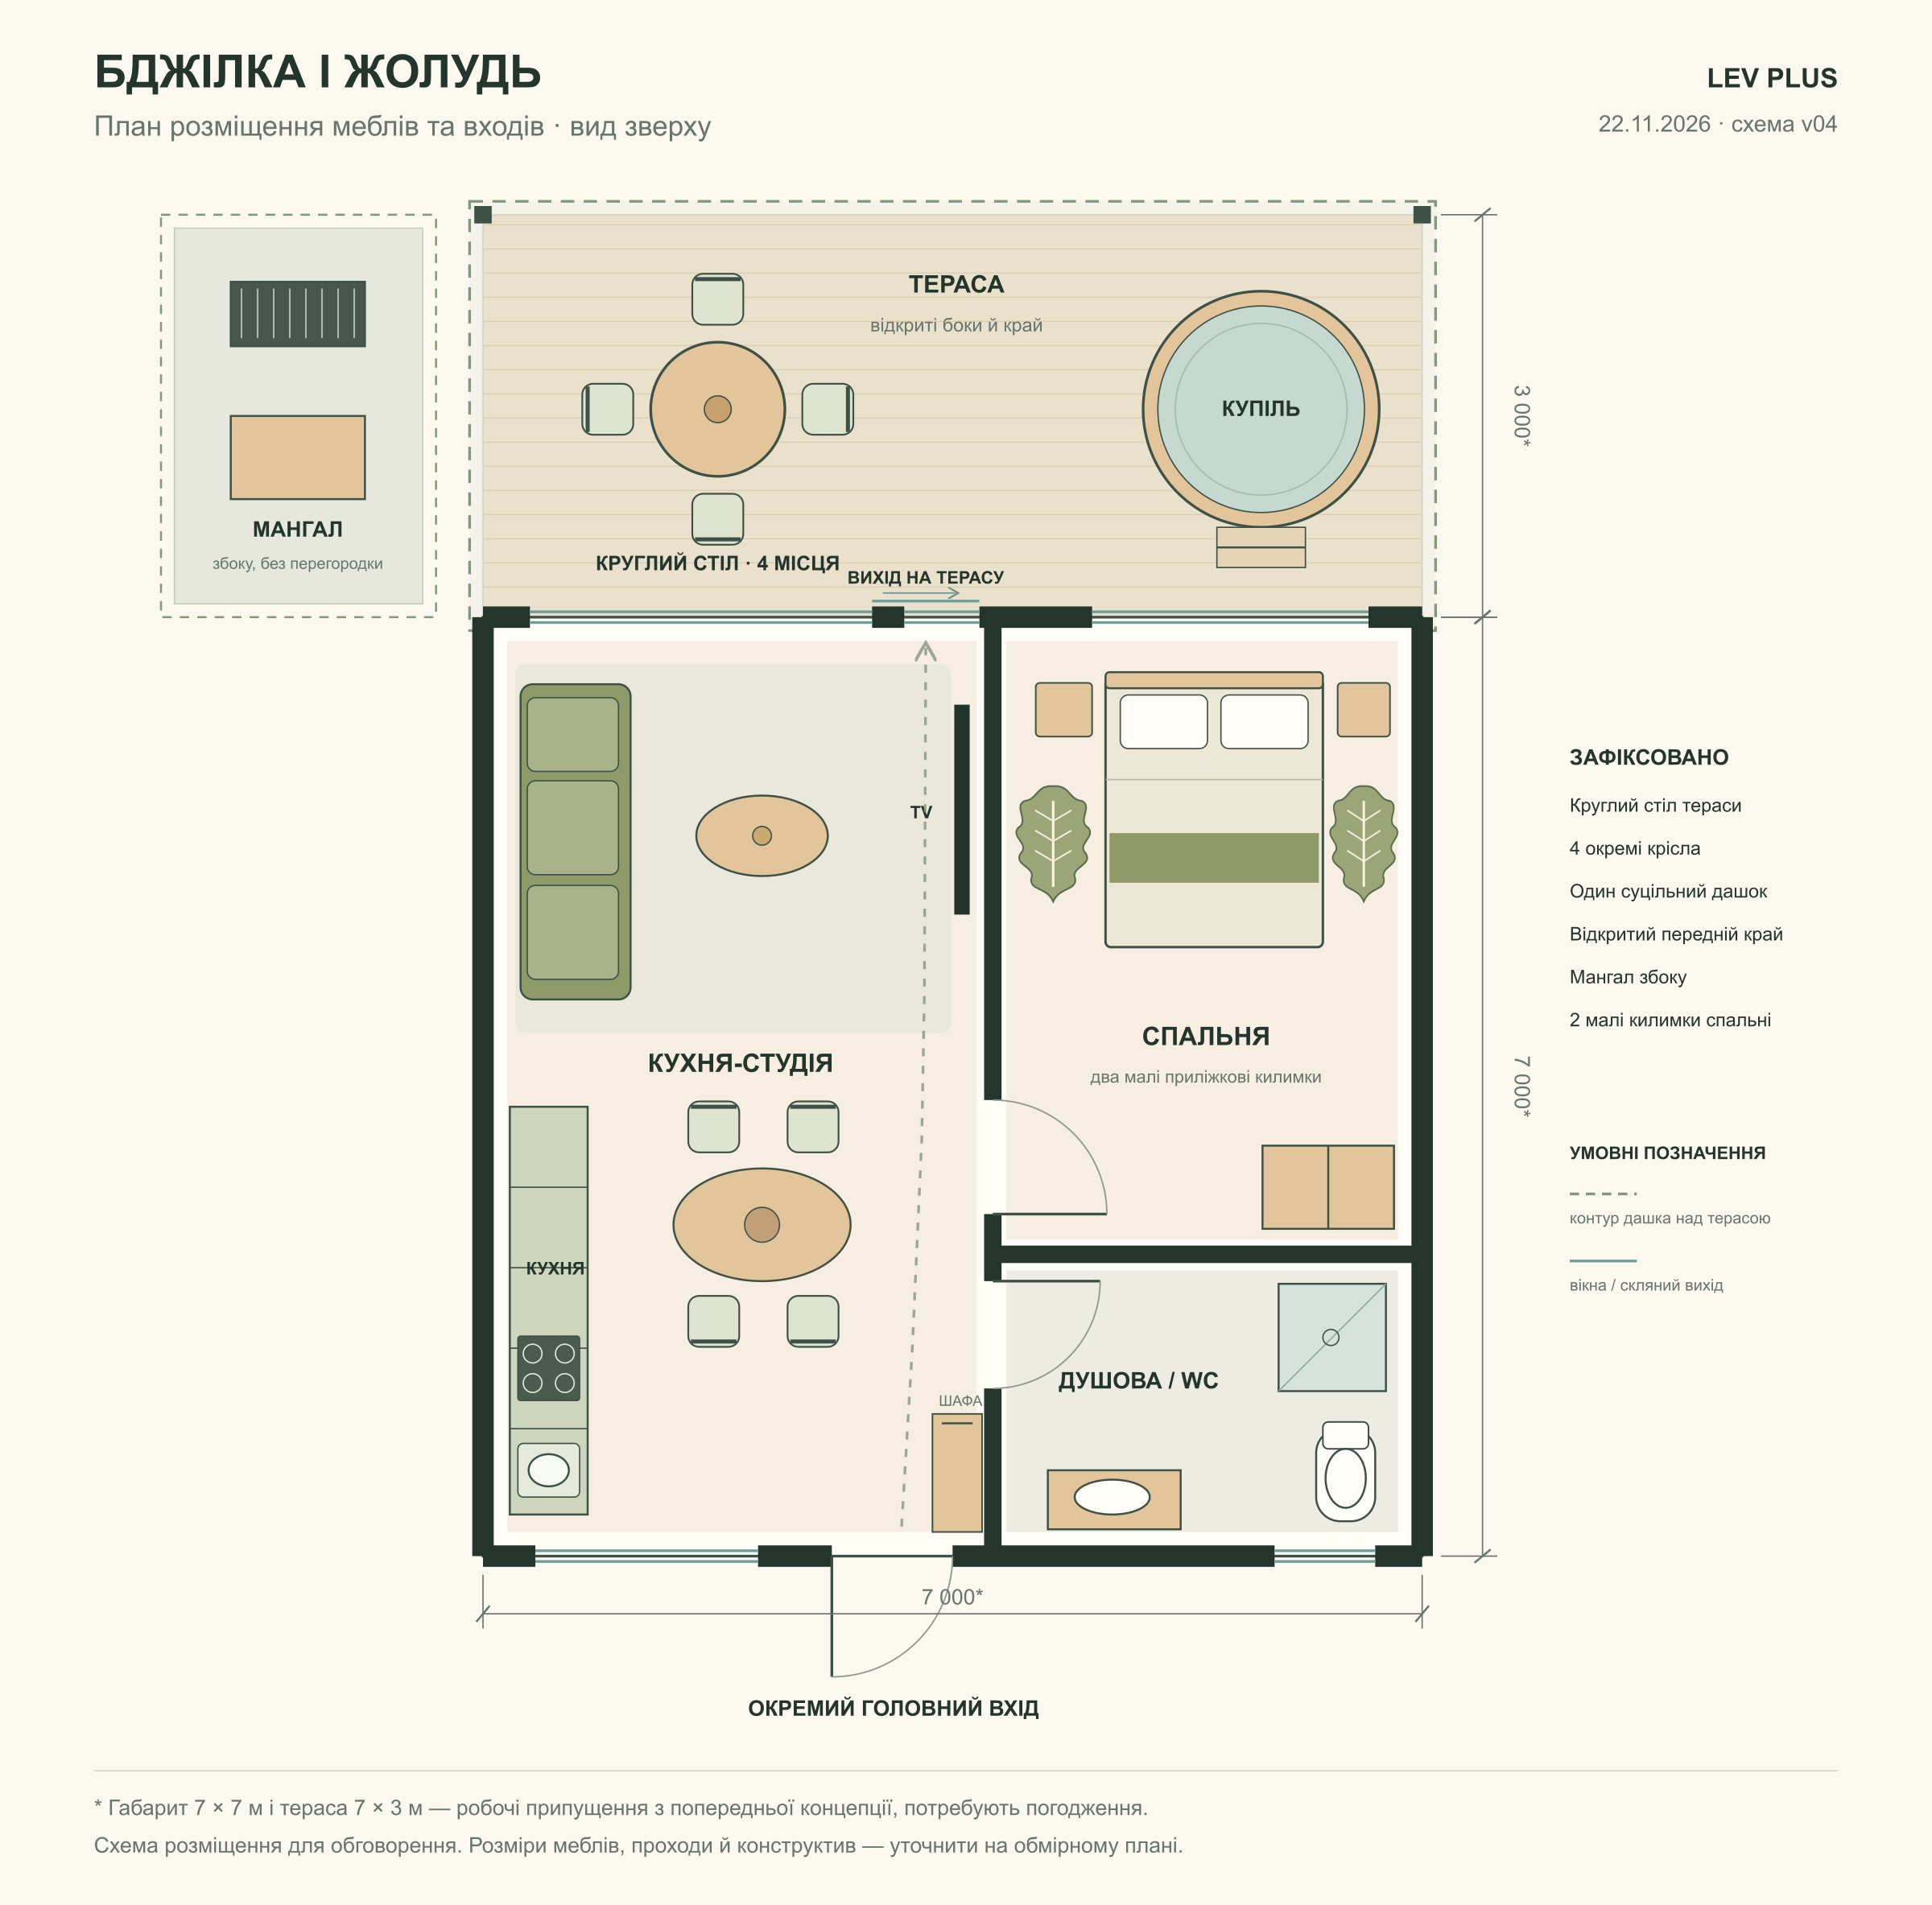 БДЖІЛКА І ЖОЛУДЬ
План розміщення меблів та входів · вид зверху
LEV PLUS
22.11.2026 · схема v04
ТЕРАСА
відкриті боки й край
КУПІЛЬ
3 000*
МАНГАЛ
збоку, без перегородки
КРУГЛИЙ СТІЛ · 4 МІСЦЯ
ВИХІД НА ТЕРАСУ
TV
КУХНЯ-СТУДІЯ
СПАЛЬНЯ
два малі приліжкові килимки
7 000*
КУХНЯ
ШАФА
ДУШОВА / WC
7 000*
ОКРЕМИЙ ГОЛОВНИЙ ВХІД
ЗАФІКСОВАНО
Круглий стіл тераси
4 окремі крісла
Один суцільний дашок
Відкритий передній край
Мангал збоку
2 малі килимки спальні
УМОВНІ ПОЗНАЧЕННЯ
контур дашка над терасою
вікна / скляний вихід
* Габарит 7 × 7 м і тераса 7 × 3 м — робочі припущення з попередньої концепції, потребують погодження.
Схема розміщення для обговорення. Розміри меблів, проходи й конструктив — уточнити на обмірному плані.